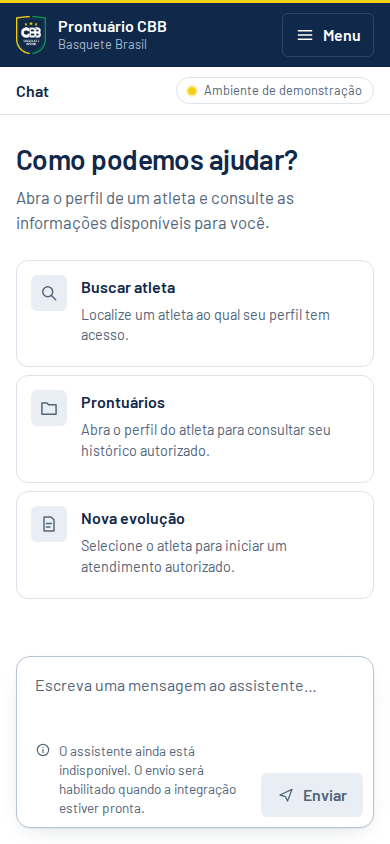 CBB
Prontuário CBB
Basquete Brasil
Menu
Chat
Ambiente de demonstração
Como podemos ajudar?
Abra o perfil de um atleta e consulte as
informações disponíveis para você.
Buscar atleta
Localize um atleta ao qual seu perfil tem
acesso.
Prontuários
Abra o perfil do atleta para consultar seu
histórico autorizado.
Nova evolução
Selecione o atleta para iniciar um
atendimento autorizado.
Escreva uma mensagem ao assistente...
O assistente ainda está
indisponível. O envio será
habilitado quando a integração
estiver pronta.
Enviar